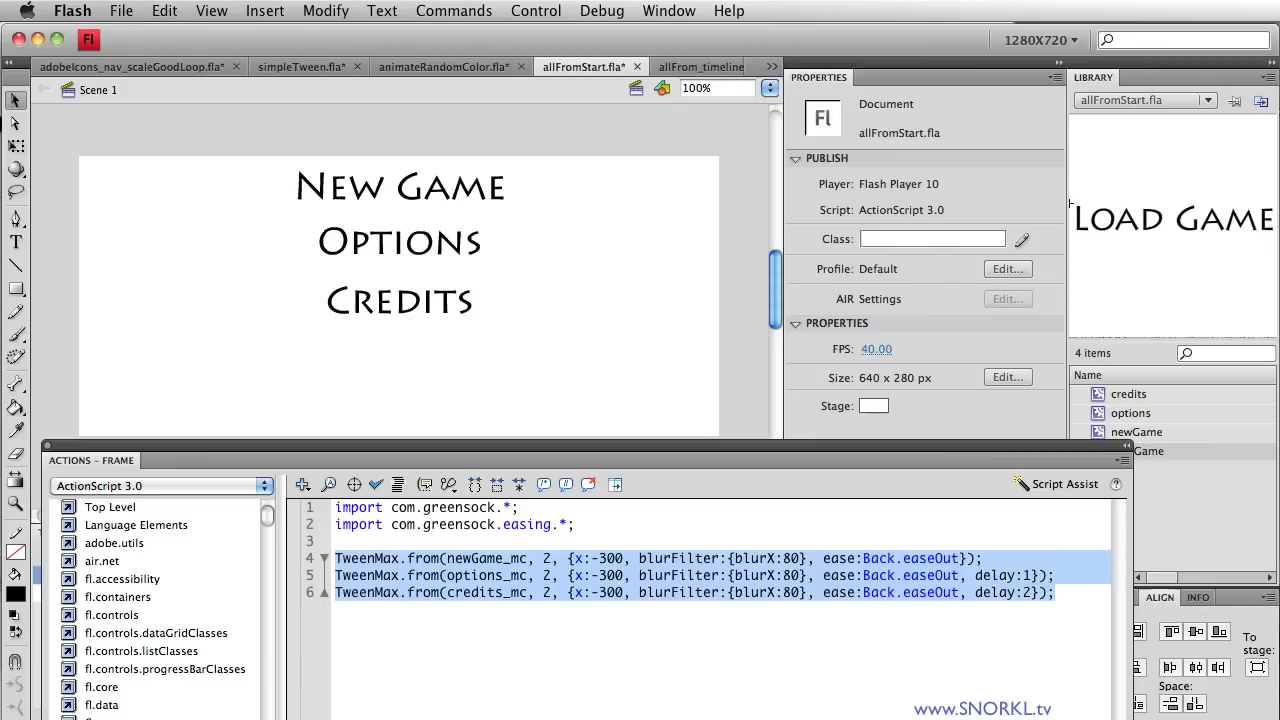 Flash File Edit View Insert Modify Text Commands Control Debug Window Help
Fl
1280X720
adobeIcons_nav_scaleGoodLoop.fla* simpleTween.fla* animateRandomColor.fla* allFromStart.fla* allFrom_timeline
Scene 1
100%
New Game
Options
Credits
PROPERTIES
Fl
Document
allFromStart.fla
PUBLISH
Player: Flash Player 10
Script: ActionScript 3.0
Class:
Profile: Default Edit...
AIR Settings Edit...
PROPERTIES
FPS: 40.00
Size: 640 x 280 px Edit...
Stage:
LIBRARY
allFromStart.fla
Load Game
4 items
Name
credits
options
newGame
Game
ALIGN INFO
To
stage:
Space:
ACTIONS - FRAME
ActionScript 3.0
Top Level
Language Elements
adobe.utils
air.net
fl.accessibility
fl.containers
fl.controls
fl.controls.dataGridClasses
fl.controls.listClasses
fl.controls.progressBarClasses
fl.core
fl.data
Script Assist
1 import com.greensock.*;
2 import com.greensock.easing.*;
3
4 TweenMax.from(newGame_mc, 2, {x:-300, blurFilter:{blurX:80}, ease:Back.easeOut});
5 TweenMax.from(options_mc, 2, {x:-300, blurFilter:{blurX:80}, ease:Back.easeOut, delay:1});
6 TweenMax.from(credits_mc, 2, {x:-300, blurFilter:{blurX:80}, ease:Back.easeOut, delay:2});
www.SNORKL.tv